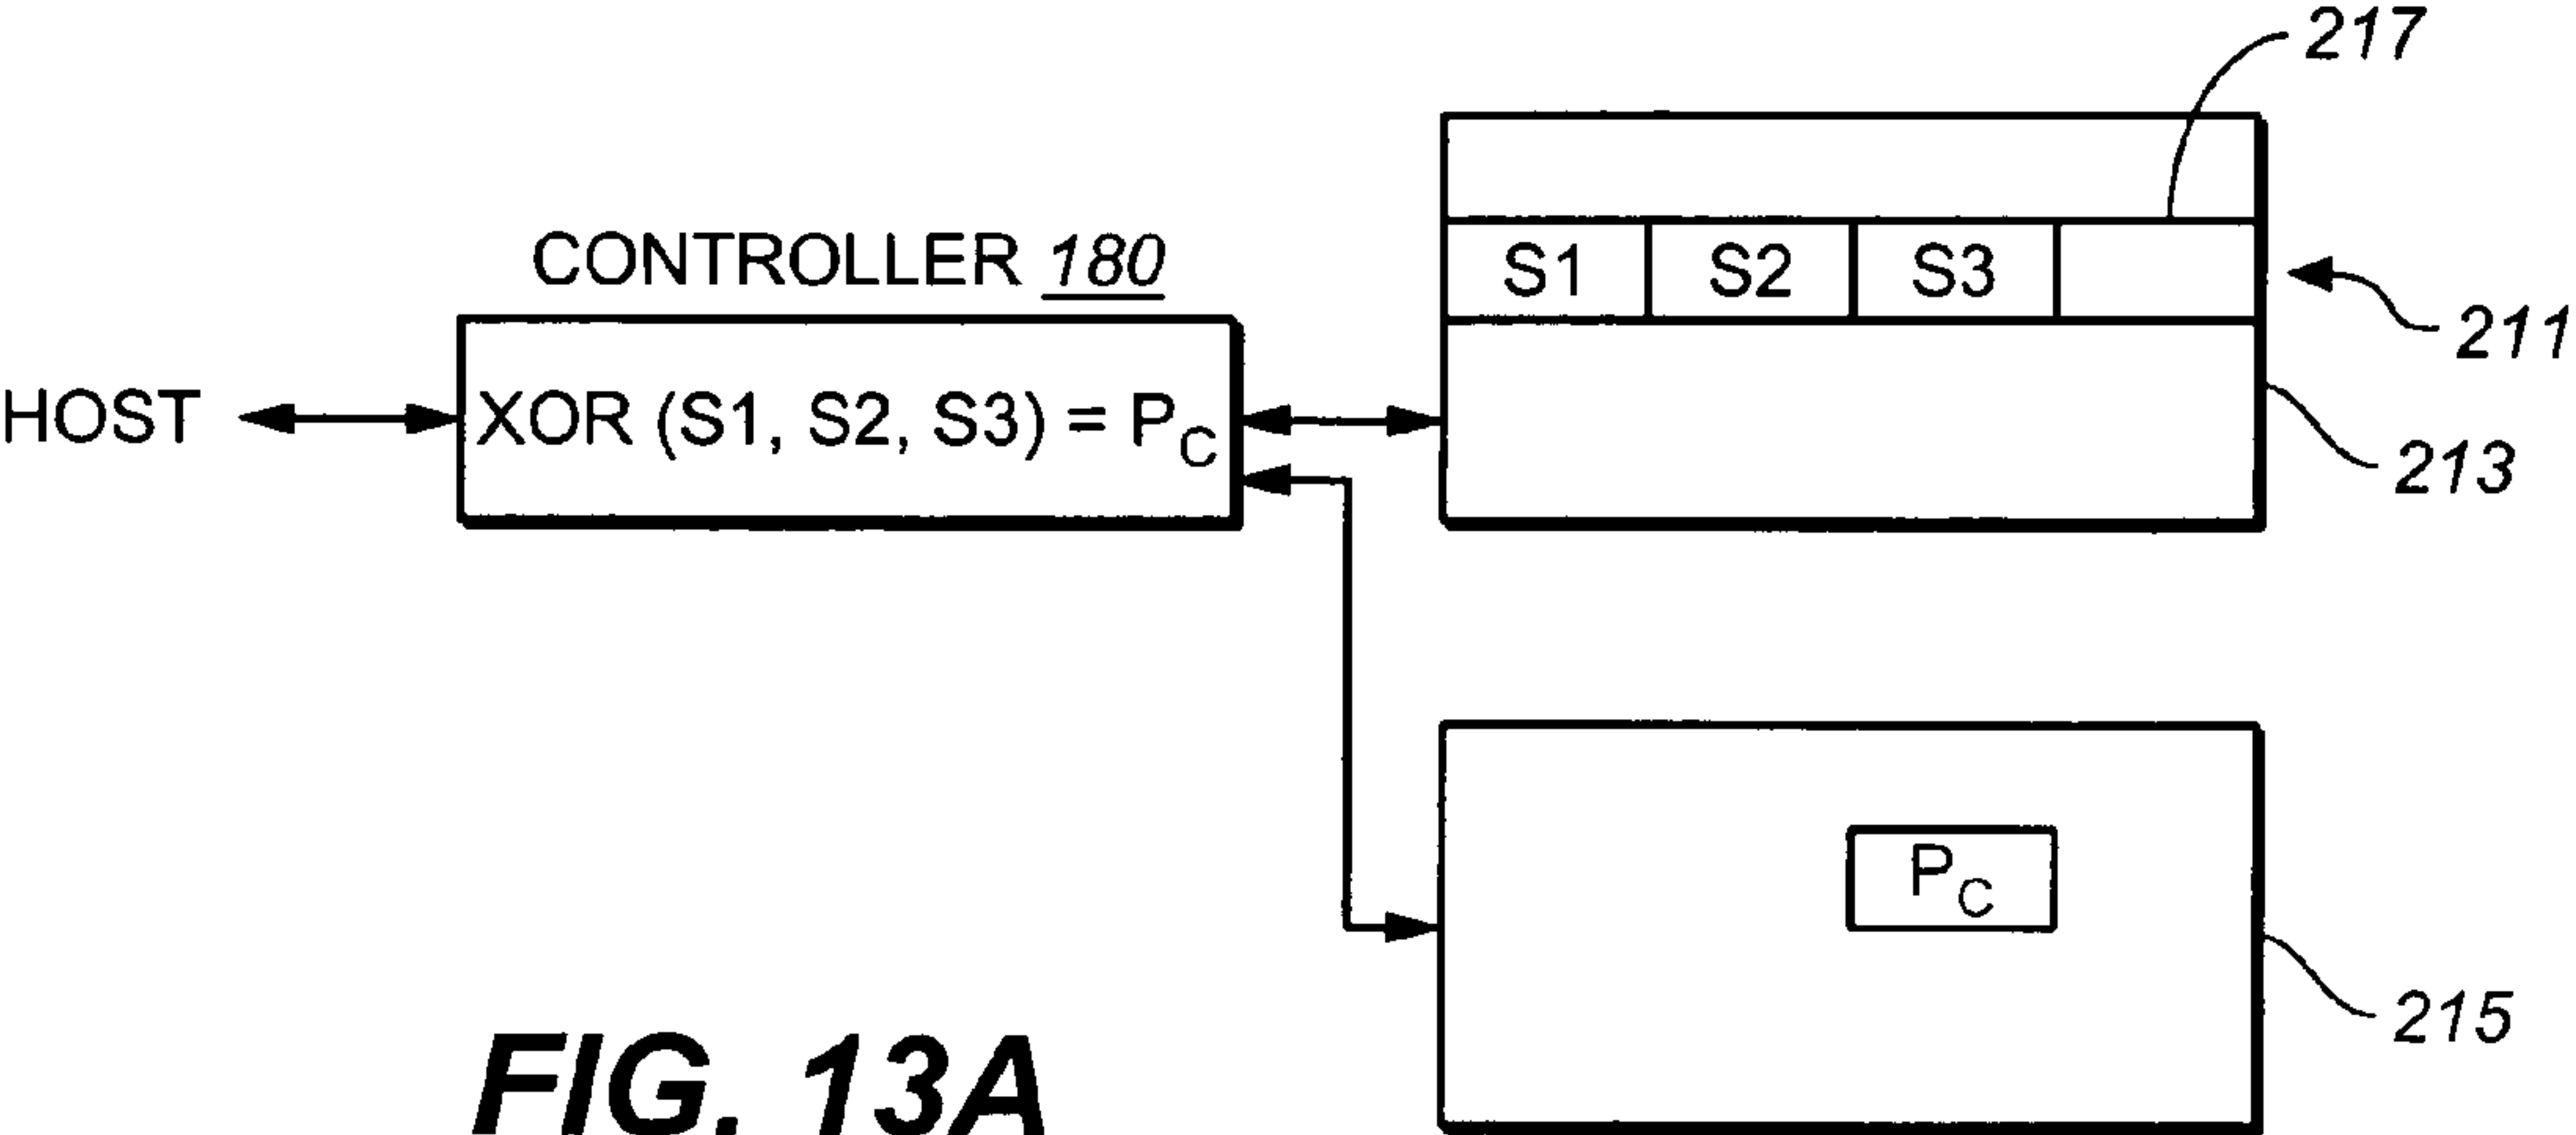 217
CONTROLLER 180
S1 S2 S3
211
HOST
XOR (S1, S2, S3) = PC
213
PC
215
FIG. 13A